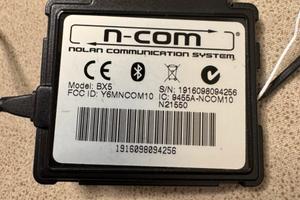 n-com
NOLAN COMMUNICATION SYSTEM
Model: BX5
FCC ID: Y6MNCOM10
S/N: 1916098094256
IC: 9455A-NCOM10
N21550
1916098094256